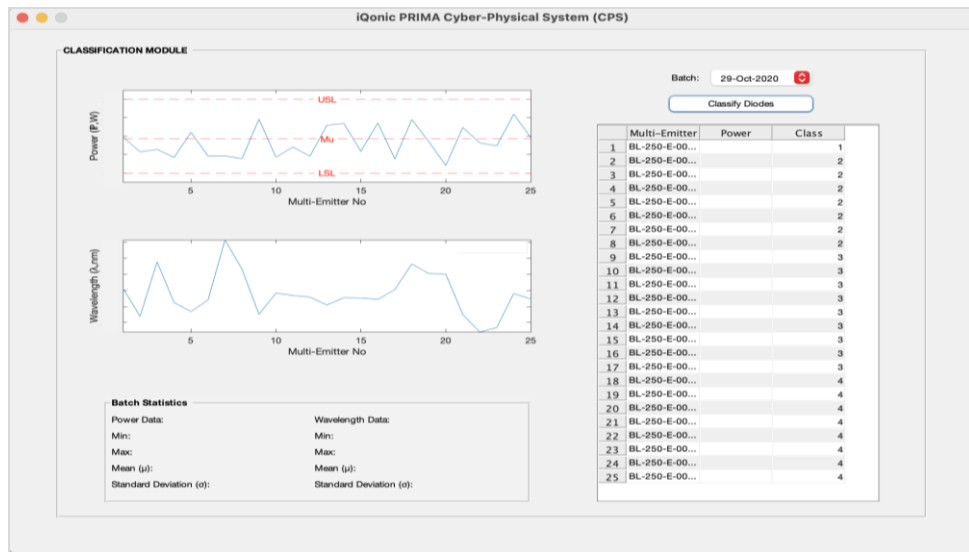 iQonic PRIMA Cyber-Physical System (CPS)
CLASSIFICATION MODULE
Power (P,W)
USL
Mu
LSL
5 10 15 20 25
Multi-Emitter No
Wavelength (λ,nm)
5 10 15 20 25
Multi-Emitter No
Batch Statistics
Power Data: Wavelength Data:
Min: Min:
Max: Max:
Mean (μ): Mean (μ):
Standard Deviation (σ): Standard Deviation (σ):
Batch: 29-Oct-2020
Classify Diodes
Multi-Emitter Power Class
1 BL-250-E-00... 1
2 BL-250-E-00... 2
3 BL-250-E-00... 2
4 BL-250-E-00... 2
5 BL-250-E-00... 2
6 BL-250-E-00... 2
7 BL-250-E-00... 2
8 BL-250-E-00... 2
9 BL-250-E-00... 3
10 BL-250-E-00... 3
11 BL-250-E-00... 3
12 BL-250-E-00... 3
13 BL-250-E-00... 3
14 BL-250-E-00... 3
15 BL-250-E-00... 3
16 BL-250-E-00... 3
17 BL-250-E-00... 3
18 BL-250-E-00... 4
19 BL-250-E-00... 4
20 BL-250-E-00... 4
21 BL-250-E-00... 4
22 BL-250-E-00... 4
23 BL-250-E-00... 4
24 BL-250-E-00... 4
25 BL-250-E-00... 4